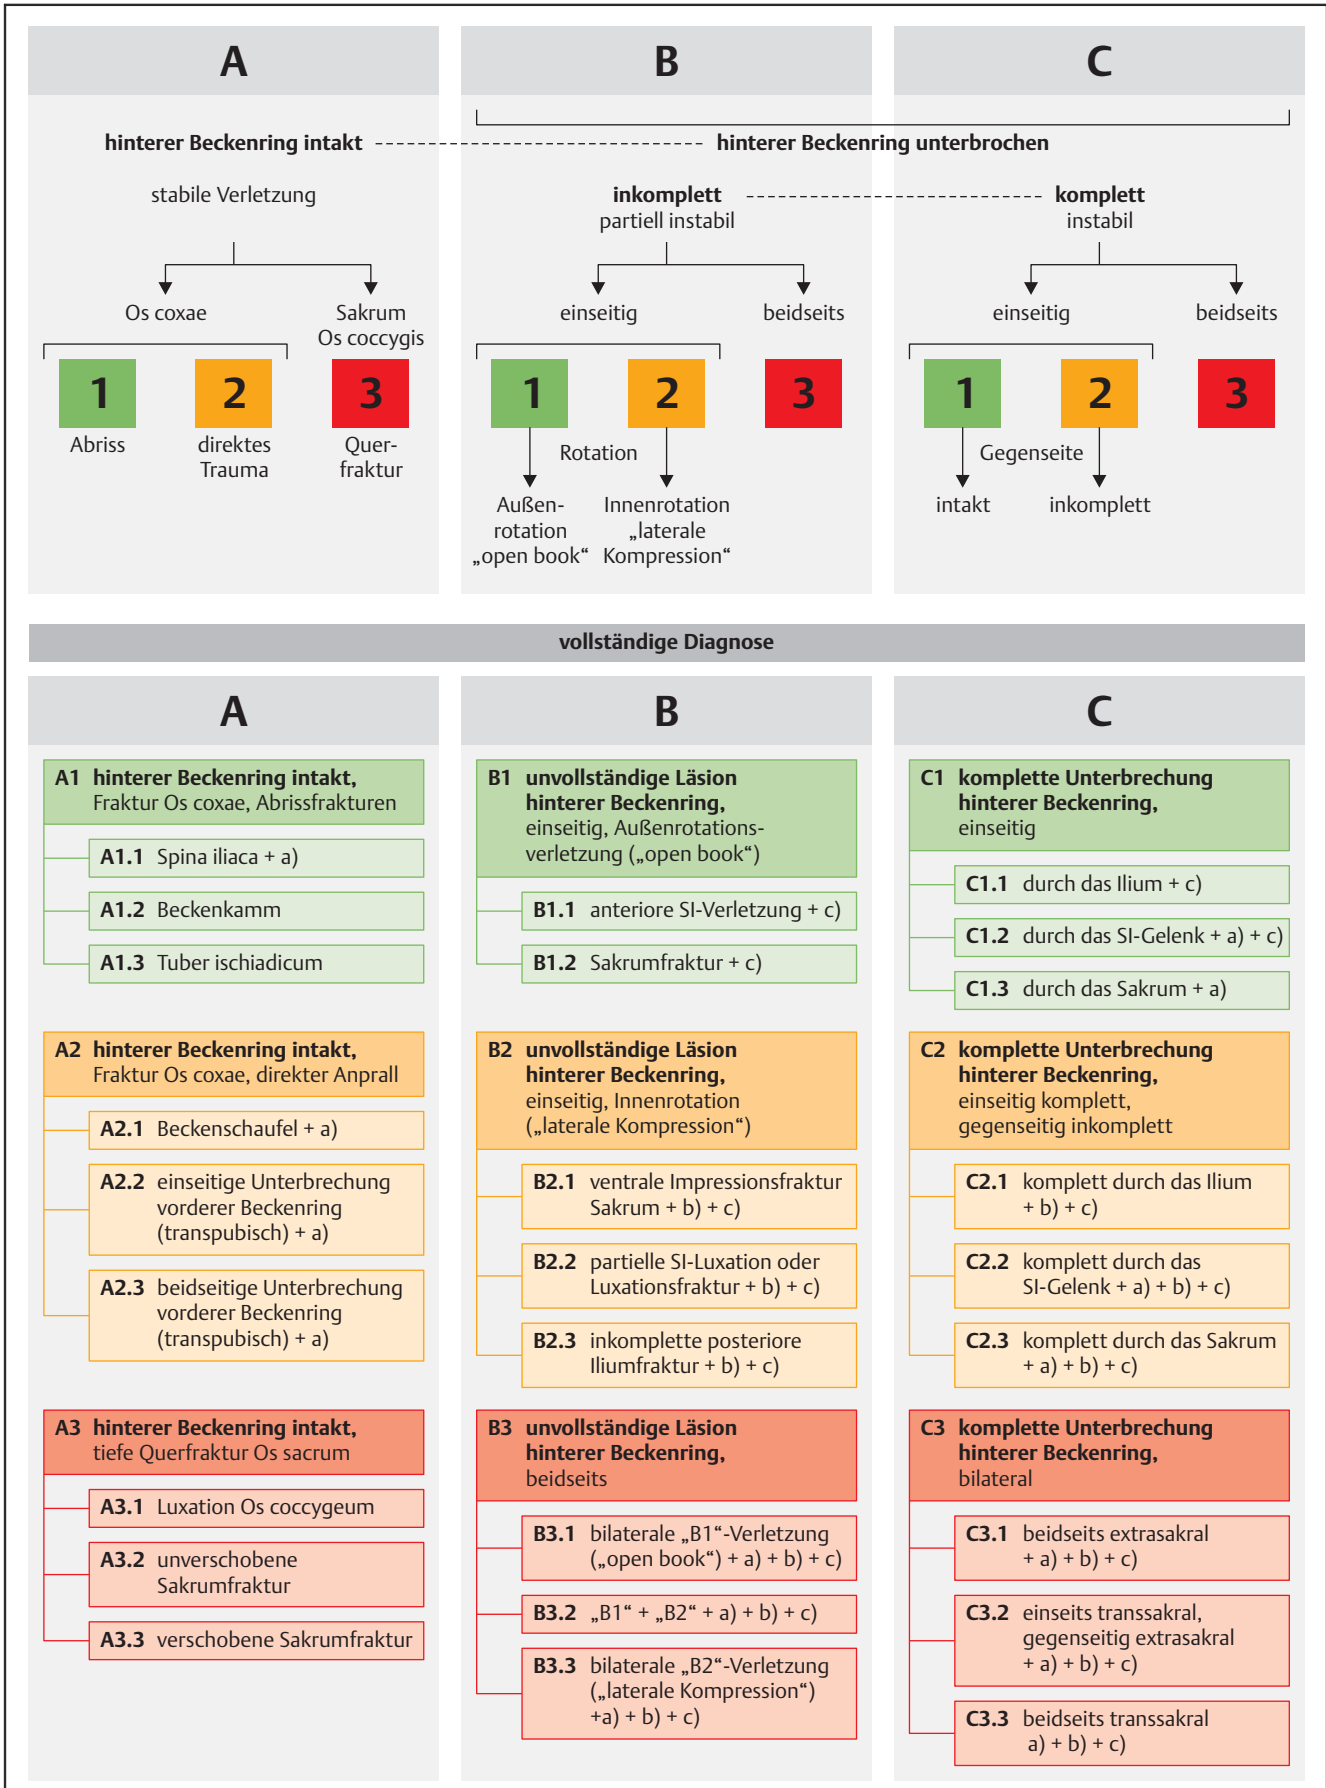 A
B
C
hinterer Beckenring intakt
hinterer Beckenring unterbrochen
stabile Verletzung
inkomplett
partiell instabil
komplett
instabil
Os coxae
Sakrum
Os coccygis
einseitig
beidseits
einseitig
beidseits
1
2
3
1
2
3
1
2
3
Abriss
direktes
Trauma
Quer-
fraktur
Rotation
Außen-
rotation
„open book“
Innenrotation
„laterale
Kompression“
Gegenseite
intakt
inkomplett
vollständige Diagnose
A
A1 hinterer Beckenring intakt,
Fraktur Os coxae, Abrissfrakturen
A1.1 Spina iliaca + a)
A1.2 Beckenkamm
A1.3 Tuber ischiadicum
A2 hinterer Beckenring intakt,
Fraktur Os coxae, direkter Anprall
A2.1 Beckenschaufel + a)
A2.2 einseitige Unterbrechung
vorderer Beckenring
(transpubisch) + a)
A2.3 beidseitige Unterbrechung
vorderer Beckenring
(transpubisch) + a)
A3 hinterer Beckenring intakt,
tiefe Querfraktur Os sacrum
A3.1 Luxation Os coccygeum
A3.2 unverschobene
Sakrumfraktur
A3.3 verschobene Sakrumfraktur
B
B1 unvollständige Läsion
hinterer Beckenring,
einseitig, Außenrotations-
verletzung („open book“)
B1.1 anteriore SI-Verletzung + c)
B1.2 Sakrumfraktur + c)
B2 unvollständige Läsion
hinterer Beckenring,
einseitig, Innenrotation
(„laterale Kompression“)
B2.1 ventrale Impressionsfraktur
Sakrum + b) + c)
B2.2 partielle SI-Luxation oder
Luxationsfraktur + b) + c)
B2.3 inkomplette posteriore
Iliumfraktur + b) + c)
B3 unvollständige Läsion
hinterer Beckenring,
beidseits
B3.1 bilaterale „B1“-Verletzung
(„open book“) + a) + b) + c)
B3.2 „B1“ + „B2“ + a) + b) + c)
B3.3 bilaterale „B2“-Verletzung
(„laterale Kompression“)
+a) + b) + c)
C
C1 komplette Unterbrechung
hinterer Beckenring,
einseitig
C1.1 durch das Ilium + c)
C1.2 durch das SI-Gelenk + a) + c)
C1.3 durch das Sakrum + a)
C2 komplette Unterbrechung
hinterer Beckenring,
einseitig komplett,
gegenseitig inkomplett
C2.1 komplett durch das Ilium
+ b) + c)
C2.2 komplett durch das
SI-Gelenk + a) + b) + c)
C2.3 komplett durch das Sakrum
+ a) + b) + c)
C3 komplette Unterbrechung
hinterer Beckenring,
bilateral
C3.1 beidseits extrasakral
+ a) + b) + c)
C3.2 einseits transsakral,
gegenseitig extrasakral
+ a) + b) + c)
C3.3 beidseits transsakral
a) + b) + c)